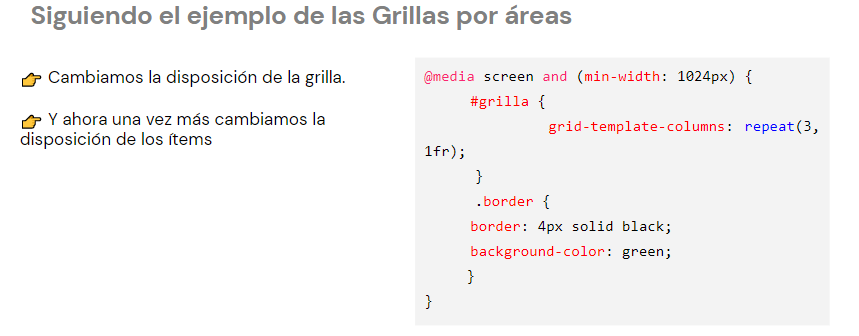 Siguiendo el ejemplo de las Grillas por áreas
👉 Cambiamos la disposición de la grilla.
👉 Y ahora una vez más cambiamos la
disposición de los ítems
@media screen and (min-width: 1024px) {
#grilla {
grid-template-columns: repeat(3,
1fr);
}
.border {
border: 4px solid black;
background-color: green;
}
}